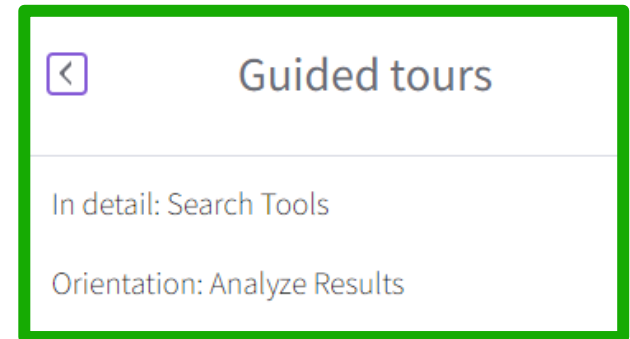 Guided tours
In detail: Search Tools
Orientation: Analyze Results